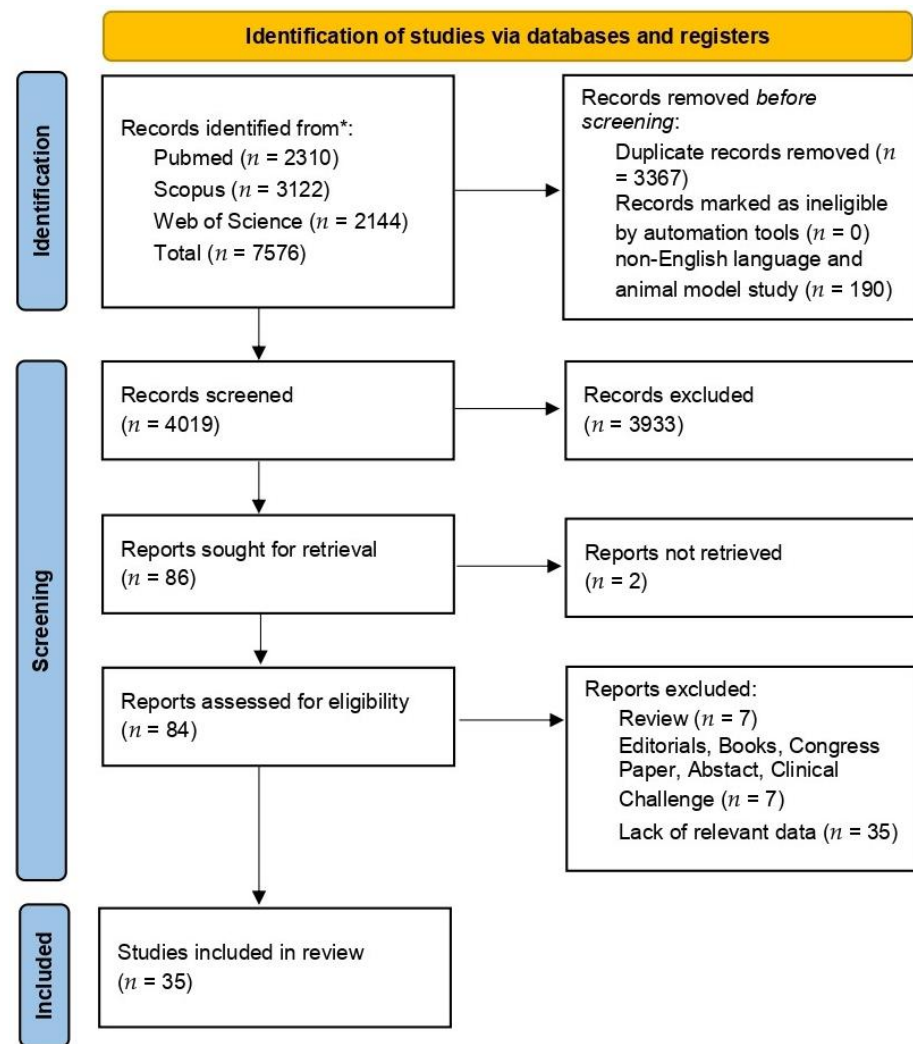 Identification of studies via databases and registers
Identification
Records identified from*:
Pubmed (n = 2310)
Scopus (n = 3122)
Web of Science (n = 2144)
Total (n = 7576)
Records removed before
screening:
Duplicate records removed (n
= 3367)
Records marked as ineligible
by automation tools (n = 0)
non-English language and
animal model study (n = 190)
Screening
Records screened
(n = 4019)
Records excluded
(n = 3933)
Reports sought for retrieval
(n = 86)
Reports not retrieved
(n = 2)
Reports assessed for eligibility
(n = 84)
Reports excluded:
Review (n = 7)
Editorials, Books, Congress
Paper, Abstact, Clinical
Challenge (n = 7)
Lack of relevant data (n = 35)
Included
Studies included in review
(n = 35)